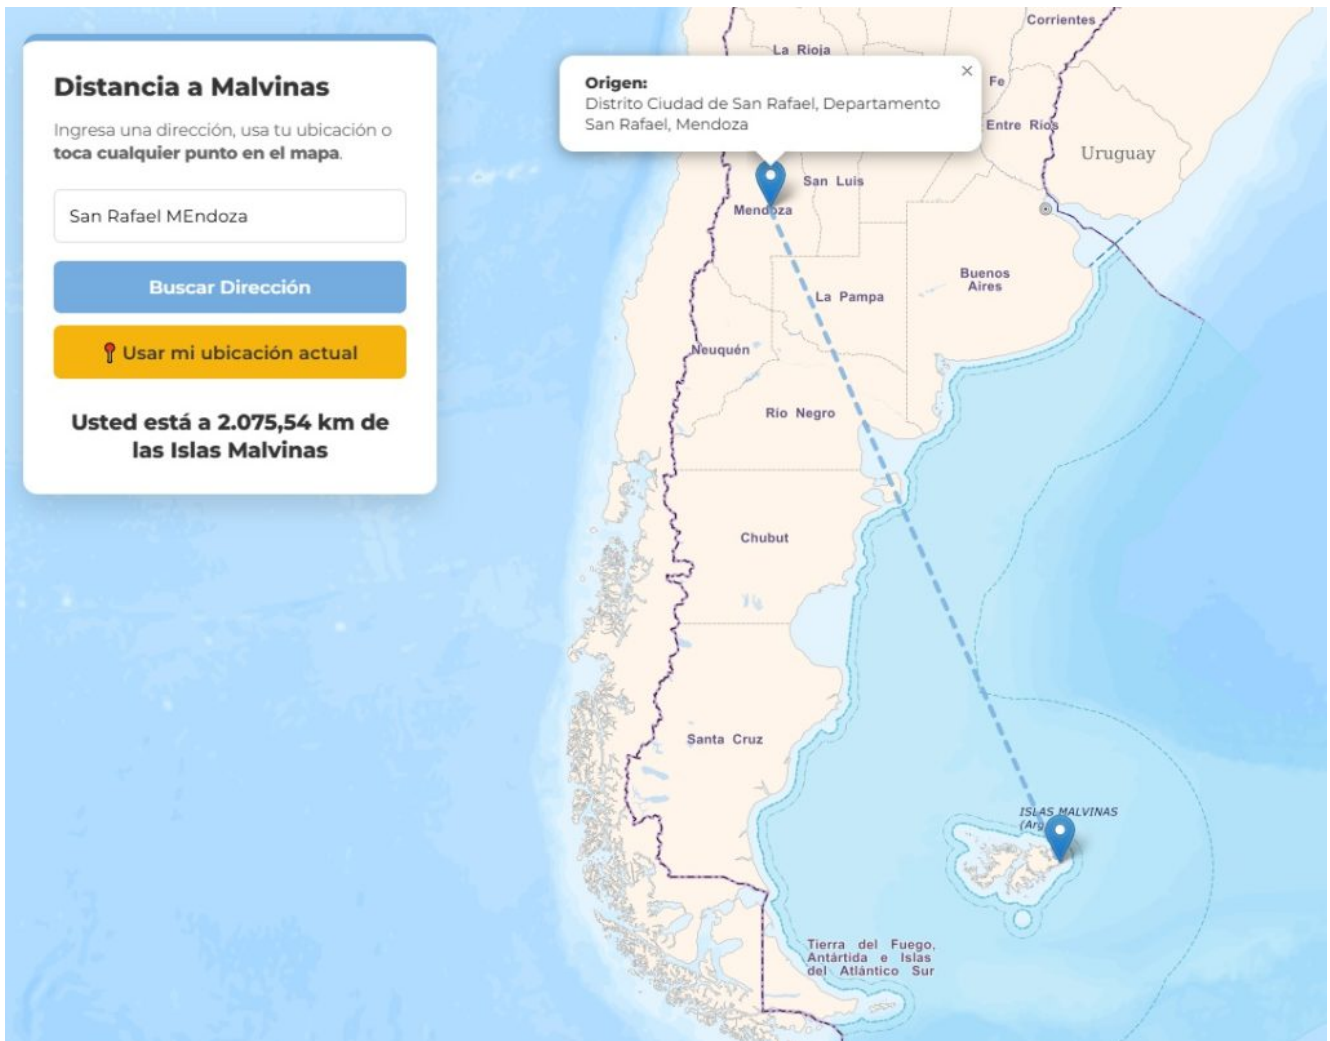 Distancia a Malvinas
Ingresa una dirección, usa tu ubicación o
toca cualquier punto en el mapa.
San Rafael MEndoza
Buscar Dirección
Usar mi ubicación actual
Usted está a 2.075,54 km de
las Islas Malvinas
Corrientes
La Rioja
Origen:
×
Distrito Ciudad de San Rafael, Departamento
San Rafael, Mendoza
Fe
Entre Ríos
Uruguay
San Luis
Mendoza
Buenos
Aires
La Pampa
Neuquén
Río Negro
Chubut
Santa Cruz
ISLAS MALVINAS
(Arg
Tierra del Fuego,
Antártida e Islas
del Atlántico Sur